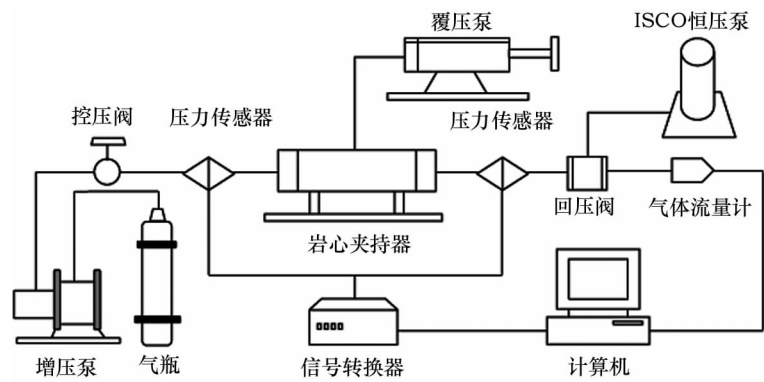 覆压泵
ISCO恒压泵
控压阀
压力传感器
压力传感器
岩心夹持器
回压阀
气体流量计
增压泵
气瓶
信号转换器
计算机